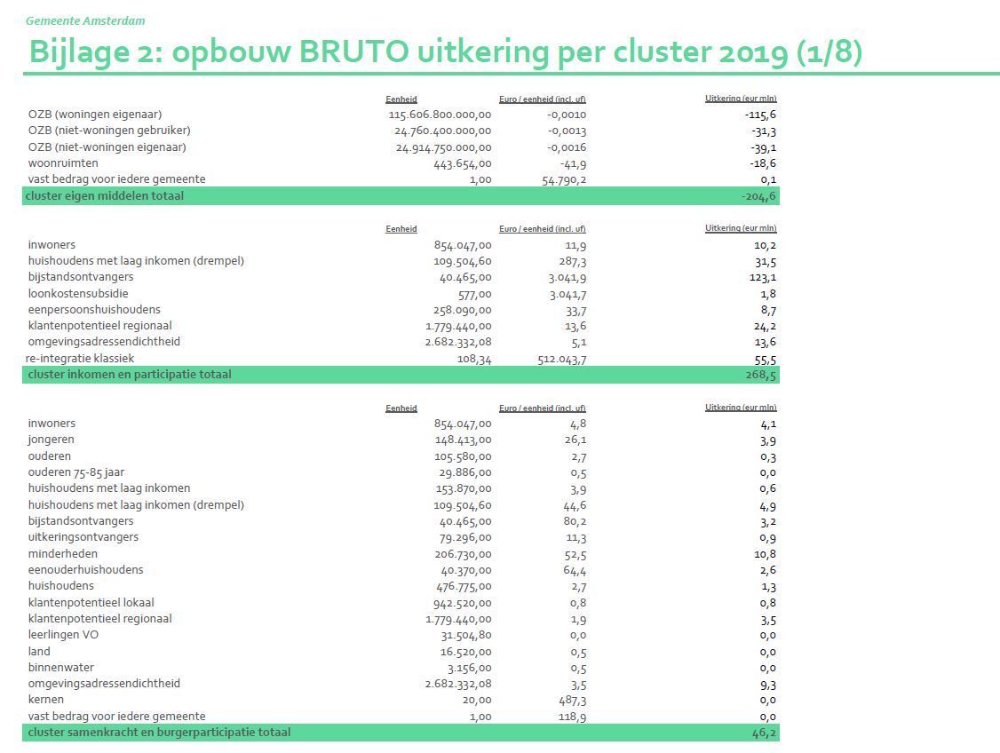 Gemeente Amsterdam
Bijlage 2: opbouw BRUTO uitkering per cluster 2019 (1/8)
Eenheid Euro / eenheid (incl. uf) Uitkering (eur mln)
OZB (woningen eigenaar) 115.606.800.000,00 -0,0010 -115,6
OZB (niet-woningen gebruiker) 24.760.400.000,00 -0,0013 -31,3
OZB (niet-woningen eigenaar) 24.914.750.000,00 -0,0016 -39,1
woonruimten 443.654,00 -41,9 -18,6
vast bedrag voor iedere gemeente 1,00 54.790,2 0,1
cluster eigen middelen totaal -204,6
Eenheid Euro / eenheid (incl. uf) Uitkering (eur mln)
inwoners 854.047,00 11,9 10,2
huishoudens met laag inkomen (drempel) 109.504,60 287,3 31,5
bijstandsontvangers 40.465,00 3.041,9 123,1
loonkostensubsidie 577,00 3.041,7 1,8
eenpersoonshuishoudens 258.090,00 33,7 8,7
klantenpotentieel regionaal 1.779.440,00 13,6 24,2
omgevingsadressendichtheid 2.682.332,08 5,1 13,6
re-integratie klassiek 108,34 512.043,7 55,5
cluster inkomen en participatie totaal 268,5
Eenheid Euro / eenheid (incl. uf) Uitkering (eur mln)
inwoners 854.047,00 4,8 4,1
jongeren 148.413,00 26,1 3,9
ouderen 105.580,00 2,7 0,3
ouderen 75-85 jaar 29.886,00 0,5 0,0
huishoudens met laag inkomen 153.870,00 3,9 0,6
huishoudens met laag inkomen (drempel) 109.504,60 44,6 4,9
bijstandsontvangers 40.465,00 80,2 3,2
uitkeringsontvangers 79.296,00 11,3 0,9
minderheden 206.730,00 52,5 10,8
eenouderhuishoudens 40.370,00 64,4 2,6
huishoudens 476.775,00 2,7 1,3
klantenpotentieel lokaal 942.520,00 0,8 0,8
klantenpotentieel regionaal 1.779.440,00 1,9 3,5
leerlingen VO 31.504,80 0,0 0,0
land 16.520,00 0,5 0,0
binnenwater 3.156,00 0,5 0,0
omgevingsadressendichtheid 2.682.332,08 3,5 9,3
kernen 20,00 487,3 0,0
vast bedrag voor iedere gemeente 1,00 118,9 0,0
cluster samenkracht en burgerparticipatie totaal 46,2